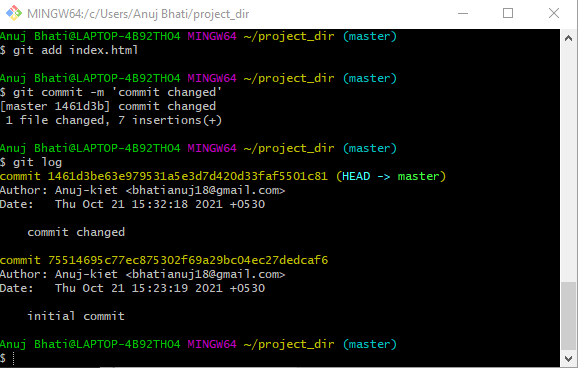 MINGW64:/c/Users/Anuj Bhati/project_dir
Anuj Bhati@LAPTOP-4B92TH04 MINGW64 ~/project_dir (master)
$ git add index.html
Anuj Bhati@LAPTOP-4B92TH04 MINGW64 ~/project_dir (master)
$ git commit -m 'commit changed'
[master 1461d3b] commit changed
1 file changed, 7 insertions(+)
Anuj Bhati@LAPTOP-4B92TH04 MINGW64 ~/project_dir (master)
$ git log
commit 1461d3be63e979531a5e3d7d420d33faf5501c81 (HEAD -> master)
Author: Anuj-kiet <bhatianuj18@gmail.com>
Date:   Thu Oct 21 15:32:18 2021 +0530
commit changed
commit 75514695c77ec875302f69a29bc04ec27dedcaf6
Author: Anuj-kiet <bhatianuj18@gmail.com>
Date:   Thu Oct 21 15:23:19 2021 +0530
initial commit
Anuj Bhati@LAPTOP-4B92TH04 MINGW64 ~/project_dir (master)
$